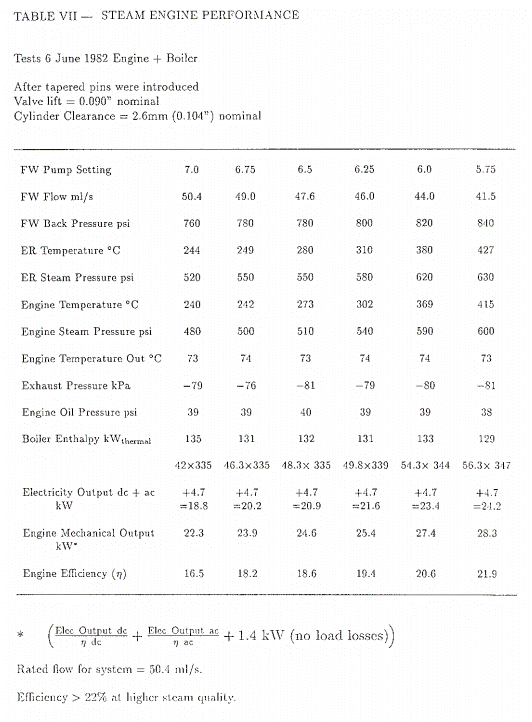 TABLE VII — STEAM ENGINE PERFORMANCE
Tests 6 June 1982 Engine + Boiler
After tapered pins were introduced
Valve lift = 0.090" nominal
Cylinder Clearance = 2.6mm (0.104") nominal
FW Pump Setting 7.0 6.75 6.5 6.25 6.0 5.75
FW Flow ml/s 50.4 49.0 47.6 46.0 44.0 41.5
FW Back Pressure psi 760 780 780 800 820 840
ER Temperature °C 244 249 280 310 380 427
ER Steam Pressure psi 520 550 550 580 620 630
Engine Temperature °C 240 242 273 302 369 415
Engine Steam Pressure psi 480 500 510 540 590 600
Engine Temperature Out °C 73 74 73 74 74 73
Exhaust Pressure kPa −79 −76 −81 −79 −80 −81
Engine Oil Pressure psi 39 39 40 39 39 38
Boiler Enthalpy kWthermal 135 131 132 131 133 129
42×335 46.3×335 48.3× 335 49.8×339 54.3× 344 56.3× 347
Electricity Output dc + ac +4.7 +4.7 +4.7 +4.7 +4.7 +4.7
kW =18.8 =20.2 =20.9 =21.6 =23.4 =24.2
Engine Mechanical Output 22.3 23.9 24.6 25.4 27.4 28.3
kW*
Engine Efficiency (η) 16.5 18.2 18.6 19.4 20.6 21.9
* (Elec Output dc / η dc + Elec Output ac / η ac + 1.4 kW (no load losses))
Rated flow for system = 50.4 ml/s.
Efficiency > 22% at higher steam quality.